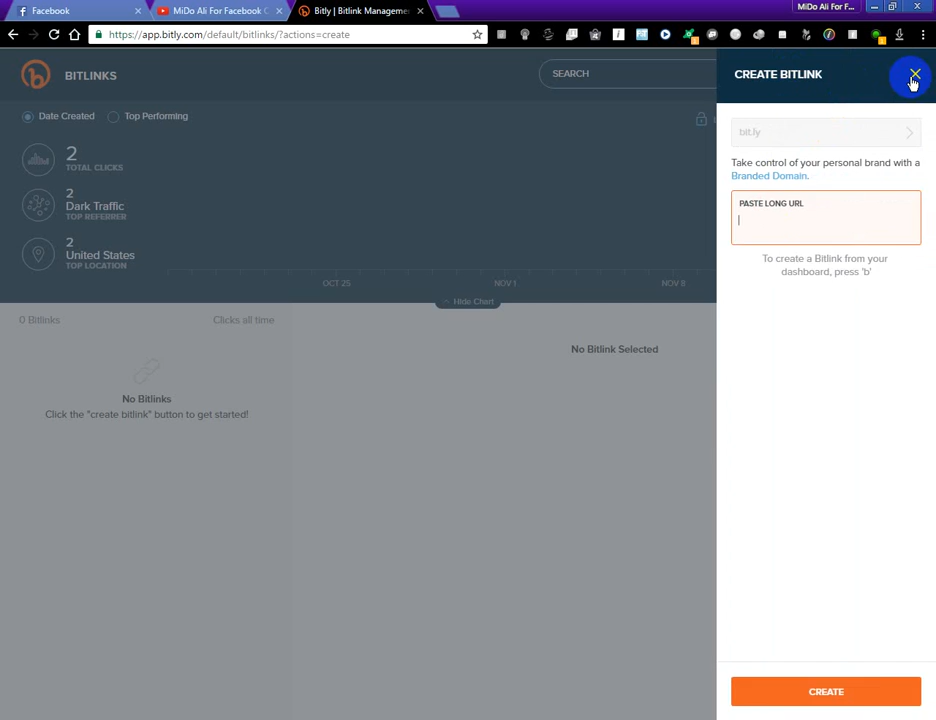 Facebook
MiDo Ali For Facebook
Bitly | Bitlink Manageme
MiDo Ali For F...
https://app.bitly.com/default/bitlinks/?actions=create
BITLINKS
SEARCH
CREATE BITLINK
Date Created
Top Performing
bit.ly
2
TOTAL CLICKS
Take control of your personal brand with a
Branded Domain.
2
Dark Traffic
TOP REFERRER
PASTE LONG URL
2
United States
TOP LOCATION
To create a Bitlink from your
dashboard, press 'b'
OCT 25
NOV 1
NOV 8
Hide Chart
0 Bitlinks
Clicks all time
No Bitlink Selected
No Bitlinks
Click the "create bitlink" button to get started!
CREATE